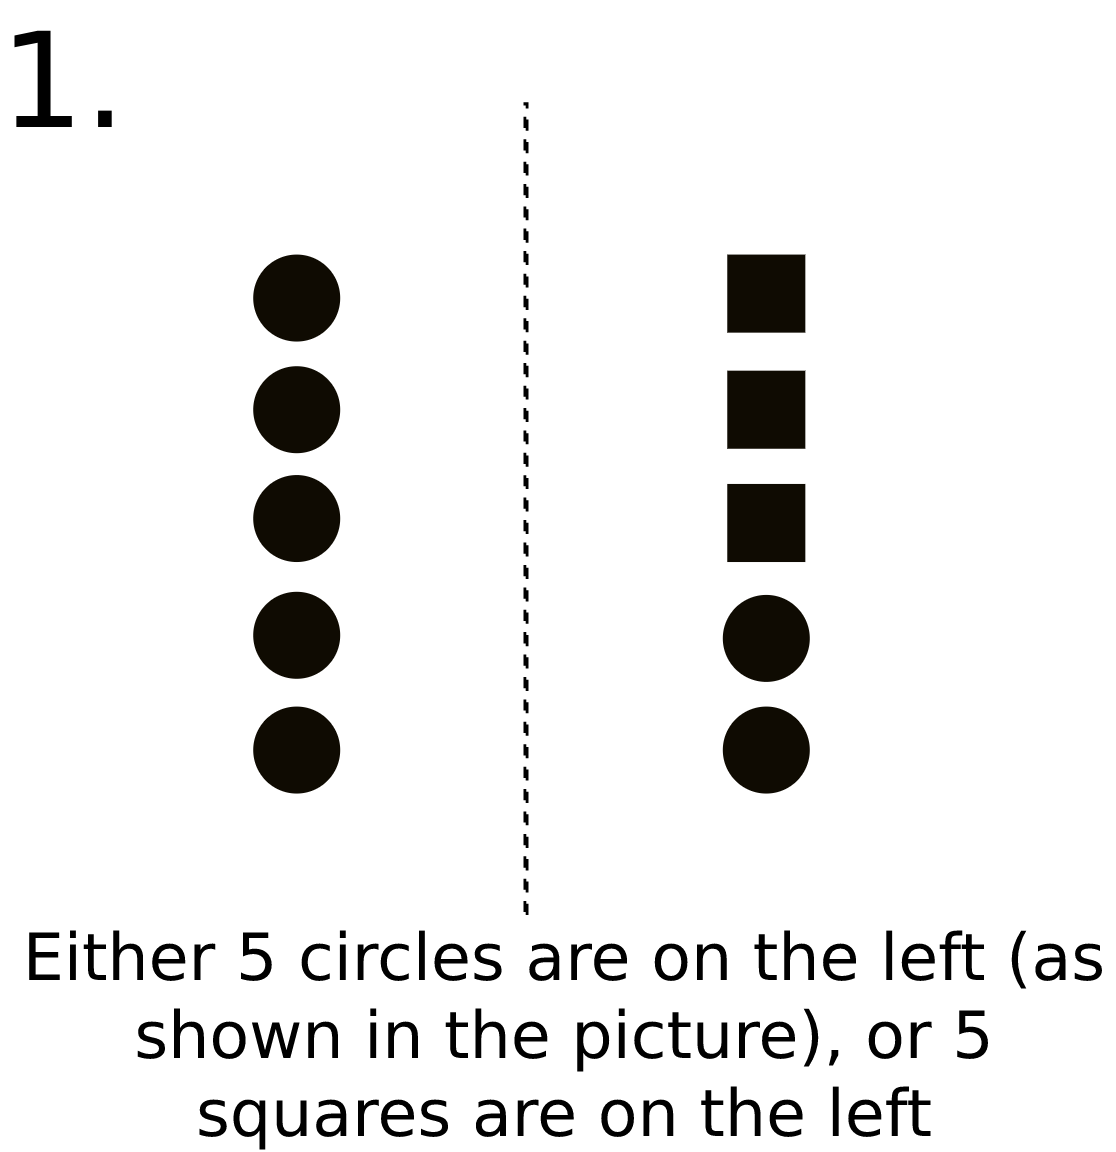 1.
Either 5 circles are on the left (as
shown in the picture), or 5
squares are on the left